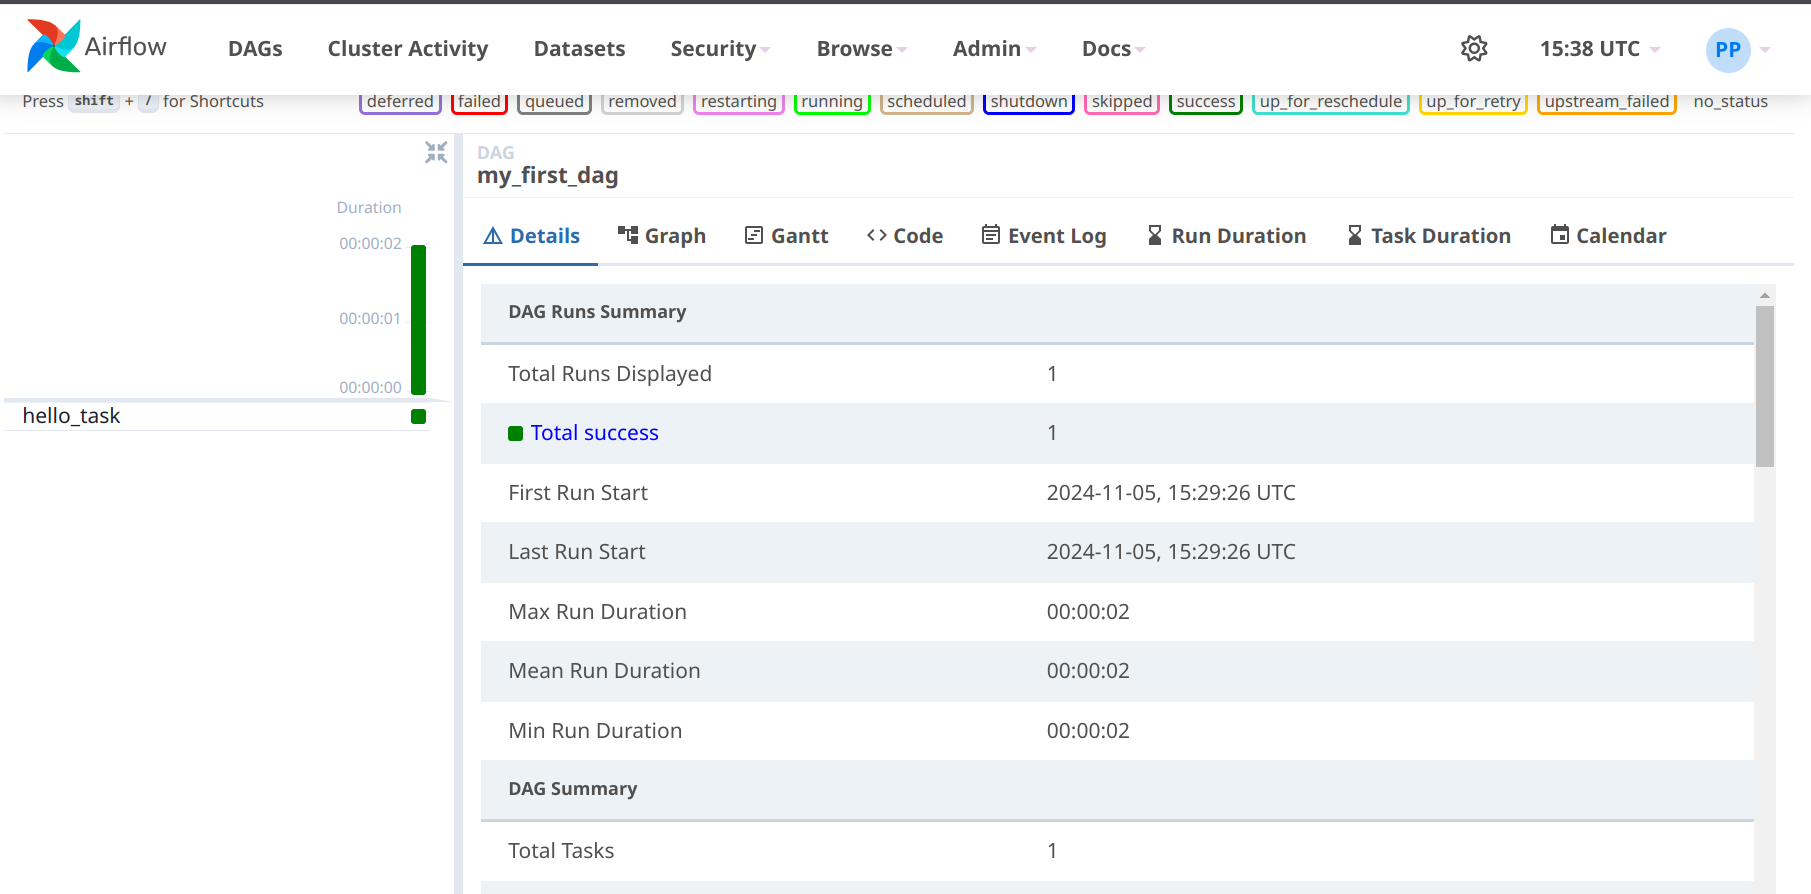 Airflow DAGs Cluster Activity Datasets Security Browse Admin Docs 15:38 UTC PP
Press shift + / for Shortcuts deferred failed queued removed restarting running scheduled shutdown skipped success up_for_reschedule up_for_retry upstream_failed no_status
Duration
00:00:02
00:00:01
00:00:00
hello_task
DAG
my_first_dag
Details Graph Gantt Code Event Log Run Duration Task Duration Calendar
DAG Runs Summary
Total Runs Displayed 1
Total success 1
First Run Start 2024-11-05, 15:29:26 UTC
Last Run Start 2024-11-05, 15:29:26 UTC
Max Run Duration 00:00:02
Mean Run Duration 00:00:02
Min Run Duration 00:00:02
DAG Summary
Total Tasks 1